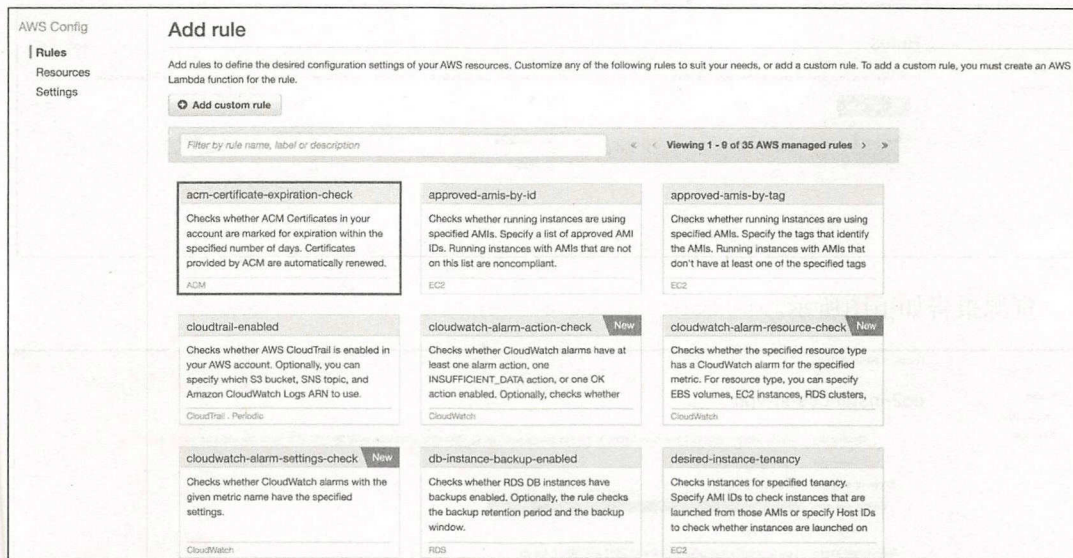 AWS Config
Rules
Resources
Settings
Add rule
Add rules to define the desired configuration settings of your AWS resources. Customize any of the following rules to suit your needs, or add a custom rule. To add a custom rule, you must create an AWS
Lambda function for the rule.
Add custom rule
Filter by rule name, label or description
« ‹ Viewing 1 - 9 of 35 AWS managed rules › »
acm-certificate-expiration-check
Checks whether ACM Certificates in your
account are marked for expiration within the
specified number of days. Certificates
provided by ACM are automatically renewed.
ACM
approved-amis-by-id
Checks whether running instances are using
specified AMIs. Specify a list of approved AMI
IDs. Running instances with AMIs that are not
on this list are noncompliant.
EC2
approved-amis-by-tag
Checks whether running instances are using
specified AMIs. Specify the tags that identify
the AMIs. Running instances with AMIs that
don't have at least one of the specified tags
EC2
cloudtrail-enabled
Checks whether AWS CloudTrail is enabled in
your AWS account. Optionally, you can
specify which S3 bucket, SNS topic, and
Amazon CloudWatch Logs ARN to use.
CloudTrail . Periodic
cloudwatch-alarm-action-check New
Checks whether CloudWatch alarms have at
least one alarm action, one
INSUFFICIENT_DATA action, or one OK
action enabled. Optionally, checks whether
CloudWatch
cloudwatch-alarm-resource-check New
Checks whether the specified resource type
has a CloudWatch alarm for the specified
metric. For resource type, you can specify
EBS volumes, EC2 instances, RDS clusters,
CloudWatch
cloudwatch-alarm-settings-check New
Checks whether CloudWatch alarms with the
given metric name have the specified
settings.
CloudWatch
db-instance-backup-enabled
Checks whether RDS DB instances have
backups enabled. Optionally, the rule checks
the backup retention period and the backup
window.
RDS
desired-instance-tenancy
Checks instances for specified tenancy.
Specify AMI IDs to check instances that are
launched from those AMIs or specify Host IDs
to check whether instances are launched on
EC2